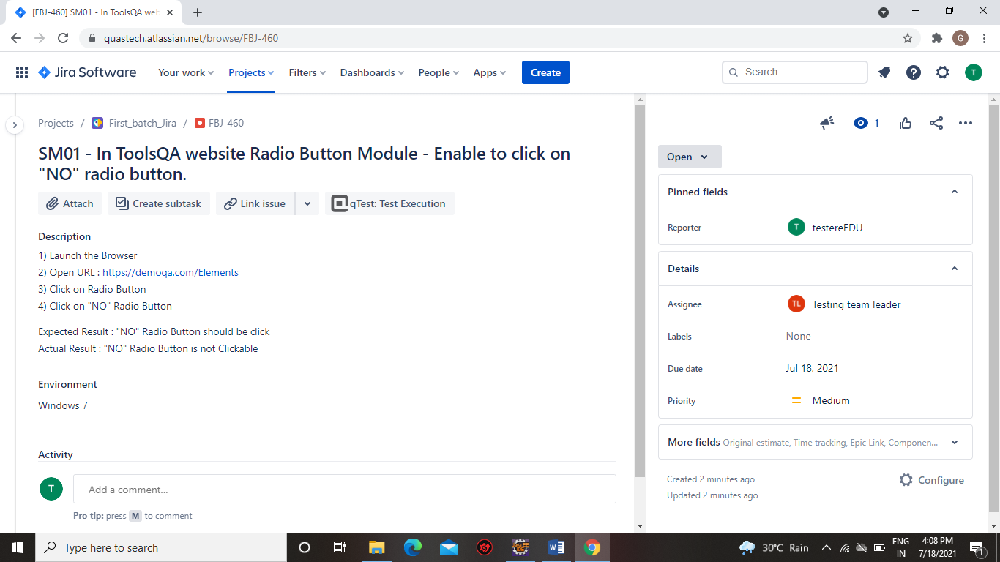 [FBJ-460] SM01 - In ToolsQA web
quastech.atlassian.net/browse/FBJ-460
G
Jira Software
Your work
Projects
Filters
Dashboards
People
Apps
Create
Search
T
Projects / First_batch_Jira / FBJ-460
1
SM01 - In ToolsQA website Radio Button Module - Enable to click on
"NO" radio button.
Attach
Create subtask
Link issue
qTest: Test Execution
Description
1) Launch the Browser
2) Open URL : https://demoqa.com/Elements
3) Click on Radio Button
4) Click on "NO" Radio Button
Expected Result : "NO" Radio Button should be click
Actual Result : "NO" Radio Button is not Clickable
Environment
Windows 7
Activity
T
Add a comment...
Pro tip: press M to comment
Open
Pinned fields
Reporter
T testereEDU
Details
Assignee
TL Testing team leader
Labels
None
Due date
Jul 18, 2021
Priority
Medium
More fields Original estimate, Time tracking, Epic Link, Componen...
Created 2 minutes ago
Updated 2 minutes ago
Configure
Type here to search
Java EE
IDE
W
30°C Rain
ENG
IN
4:08 PM
7/18/2021
1